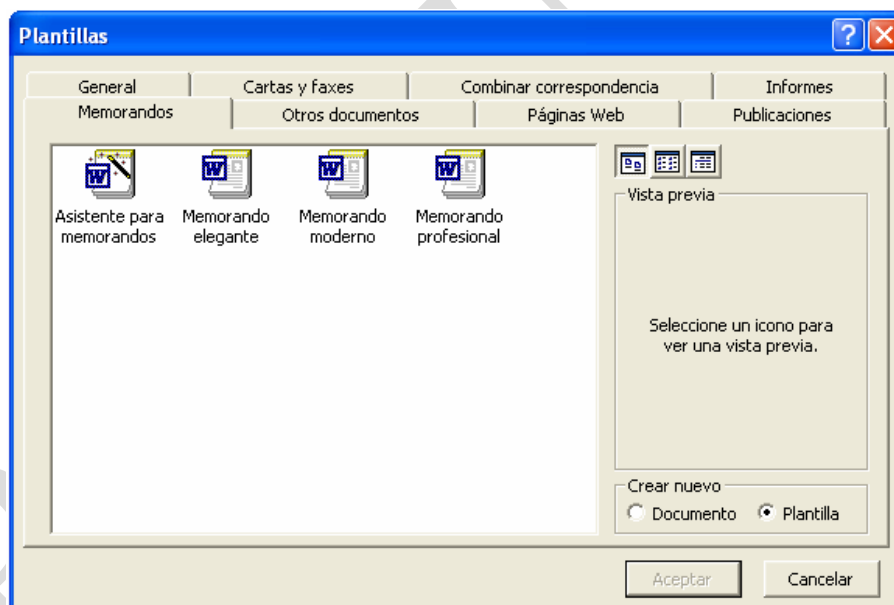 Plantillas
General
Cartas y faxes
Combinar correspondencia
Informes
Memorandos
Otros documentos
Páginas Web
Publicaciones
Asistente para
memorandos
Memorando
elegante
Memorando
moderno
Memorando
profesional
Vista previa
Seleccione un icono para
ver una vista previa.
Crear nuevo
Documento
Plantilla
Aceptar
Cancelar